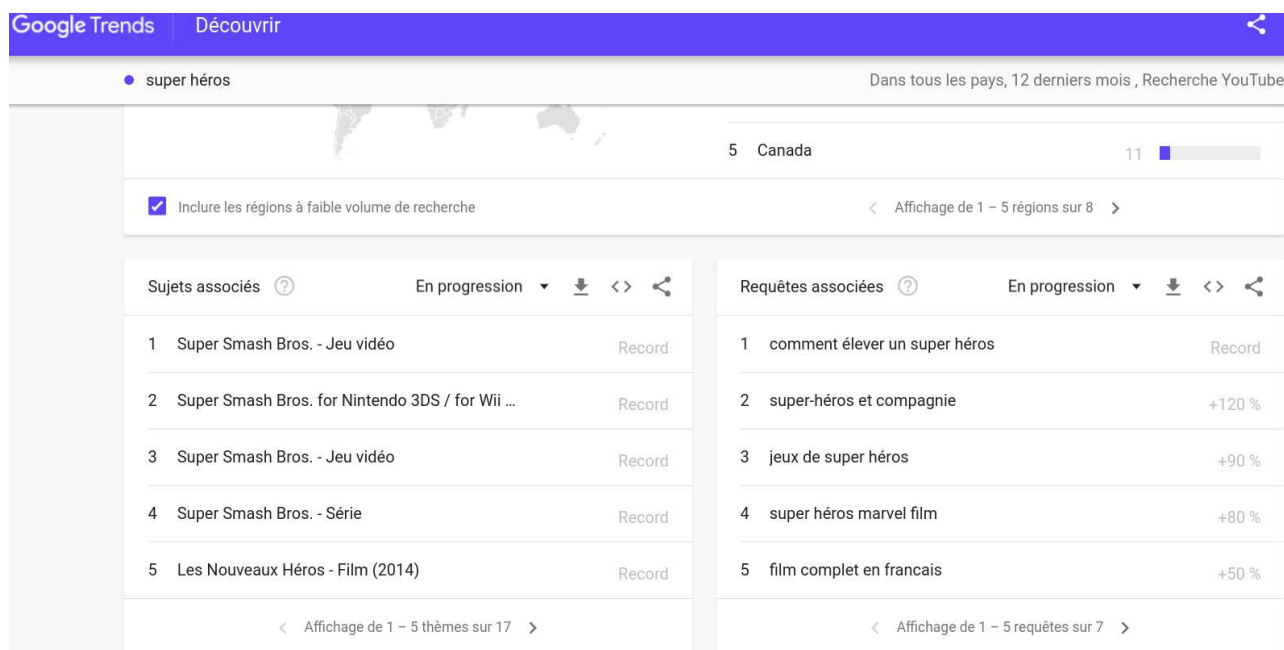 Google Trends Découvrir
super héros Dans tous les pays, 12 derniers mois , Recherche YouTube
5 Canada 11
Inclure les régions à faible volume de recherche Affichage de 1 – 5 régions sur 8
Sujets associés ? En progression <> Requêtes associées ? En progression <>
1 Super Smash Bros. - Jeu vidéo Record 1 comment élever un super héros Record
2 Super Smash Bros. for Nintendo 3DS / for Wii ... Record 2 super-héros et compagnie +120 %
3 Super Smash Bros. - Jeu vidéo Record 3 jeux de super héros +90 %
4 Super Smash Bros. - Série Record 4 super héros marvel film +80 %
5 Les Nouveaux Héros - Film (2014) Record 5 film complet en francais +50 %
Affichage de 1 – 5 thèmes sur 17 Affichage de 1 – 5 requêtes sur 7